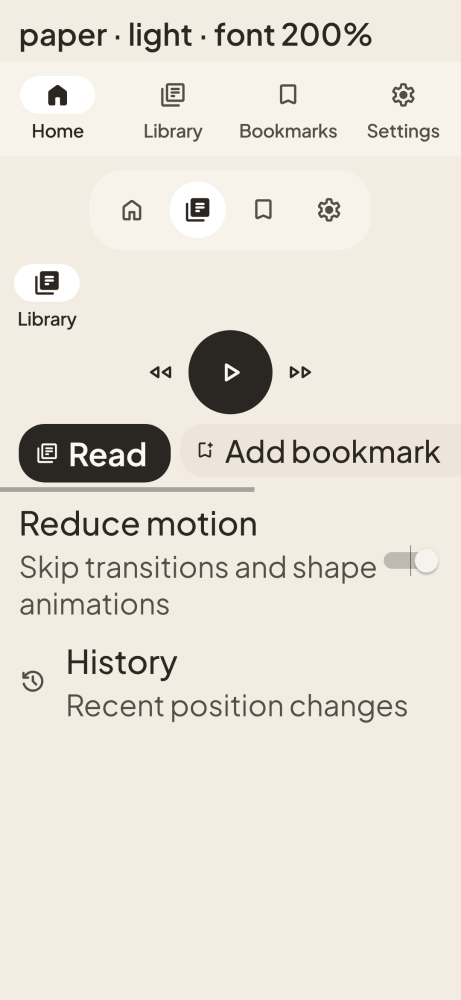 paper · light · font 200%
Home Library Bookmarks Settings
Library
Read Add bookmark
Reduce motion
Skip transitions and shape
animations
History
Recent position changes